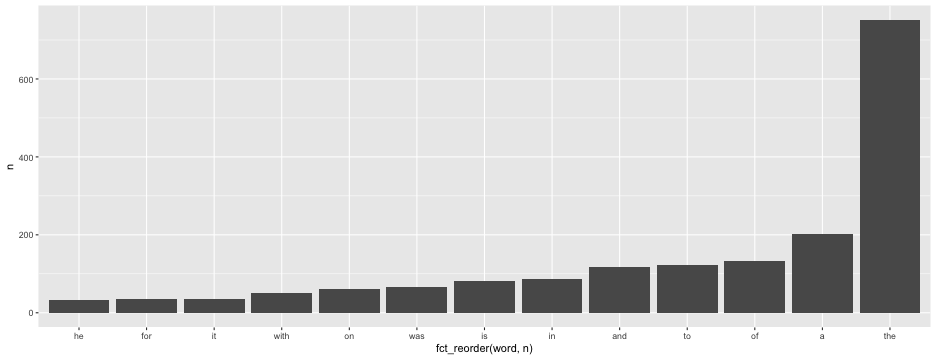 600
400
n
200
0
he for it with on was is in and to of a the
fct_reorder(word, n)